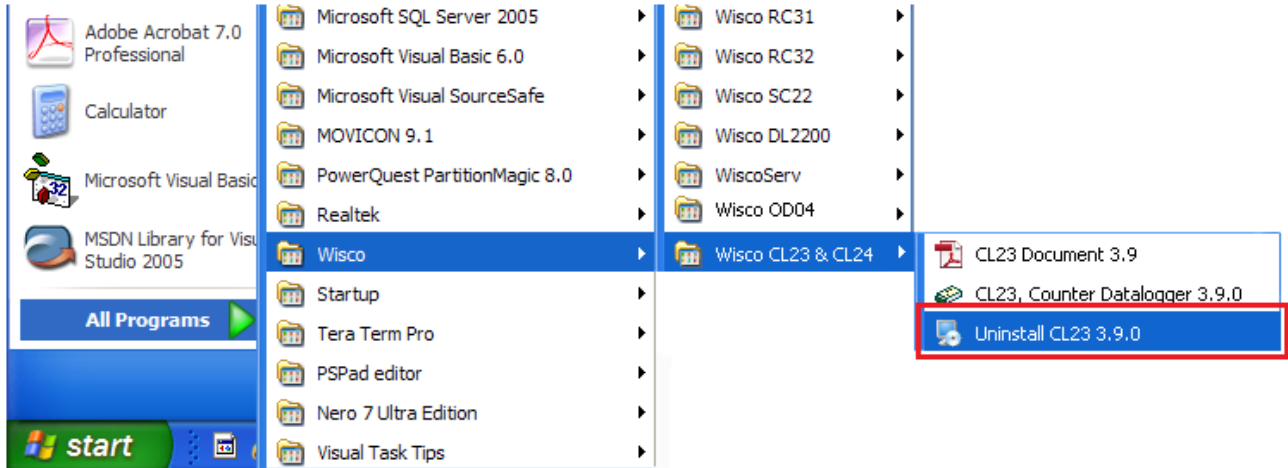 Adobe Acrobat 7.0
Professional
Calculator
Microsoft Visual Basic
MSDN Library for Visu
Studio 2005
All Programs
start
Microsoft SQL Server 2005
Microsoft Visual Basic 6.0
Microsoft Visual SourceSafe
MOVICON 9.1
PowerQuest PartitionMagic 8.0
Realtek
Wisco
Startup
Tera Term Pro
PSPad editor
Nero 7 Ultra Edition
Visual Task Tips
Wisco RC31
Wisco RC32
Wisco SC22
Wisco DL2200
WiscoServ
Wisco OD04
Wisco CL23 & CL24
CL23 Document 3.9
CL23, Counter Datalogger 3.9.0
Uninstall CL23 3.9.0